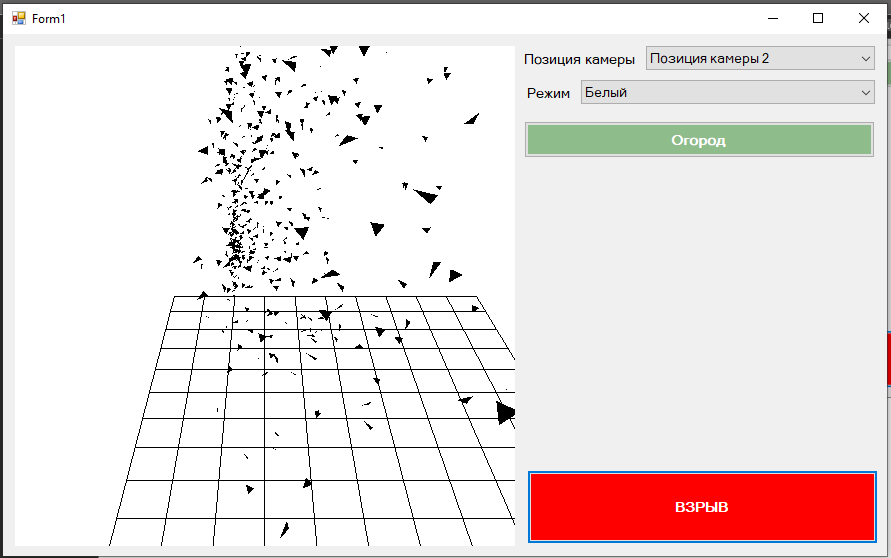 Form1
Позиция камеры
Позиция камеры 2
Режим
Белый
Огород
ВЗРЫВ